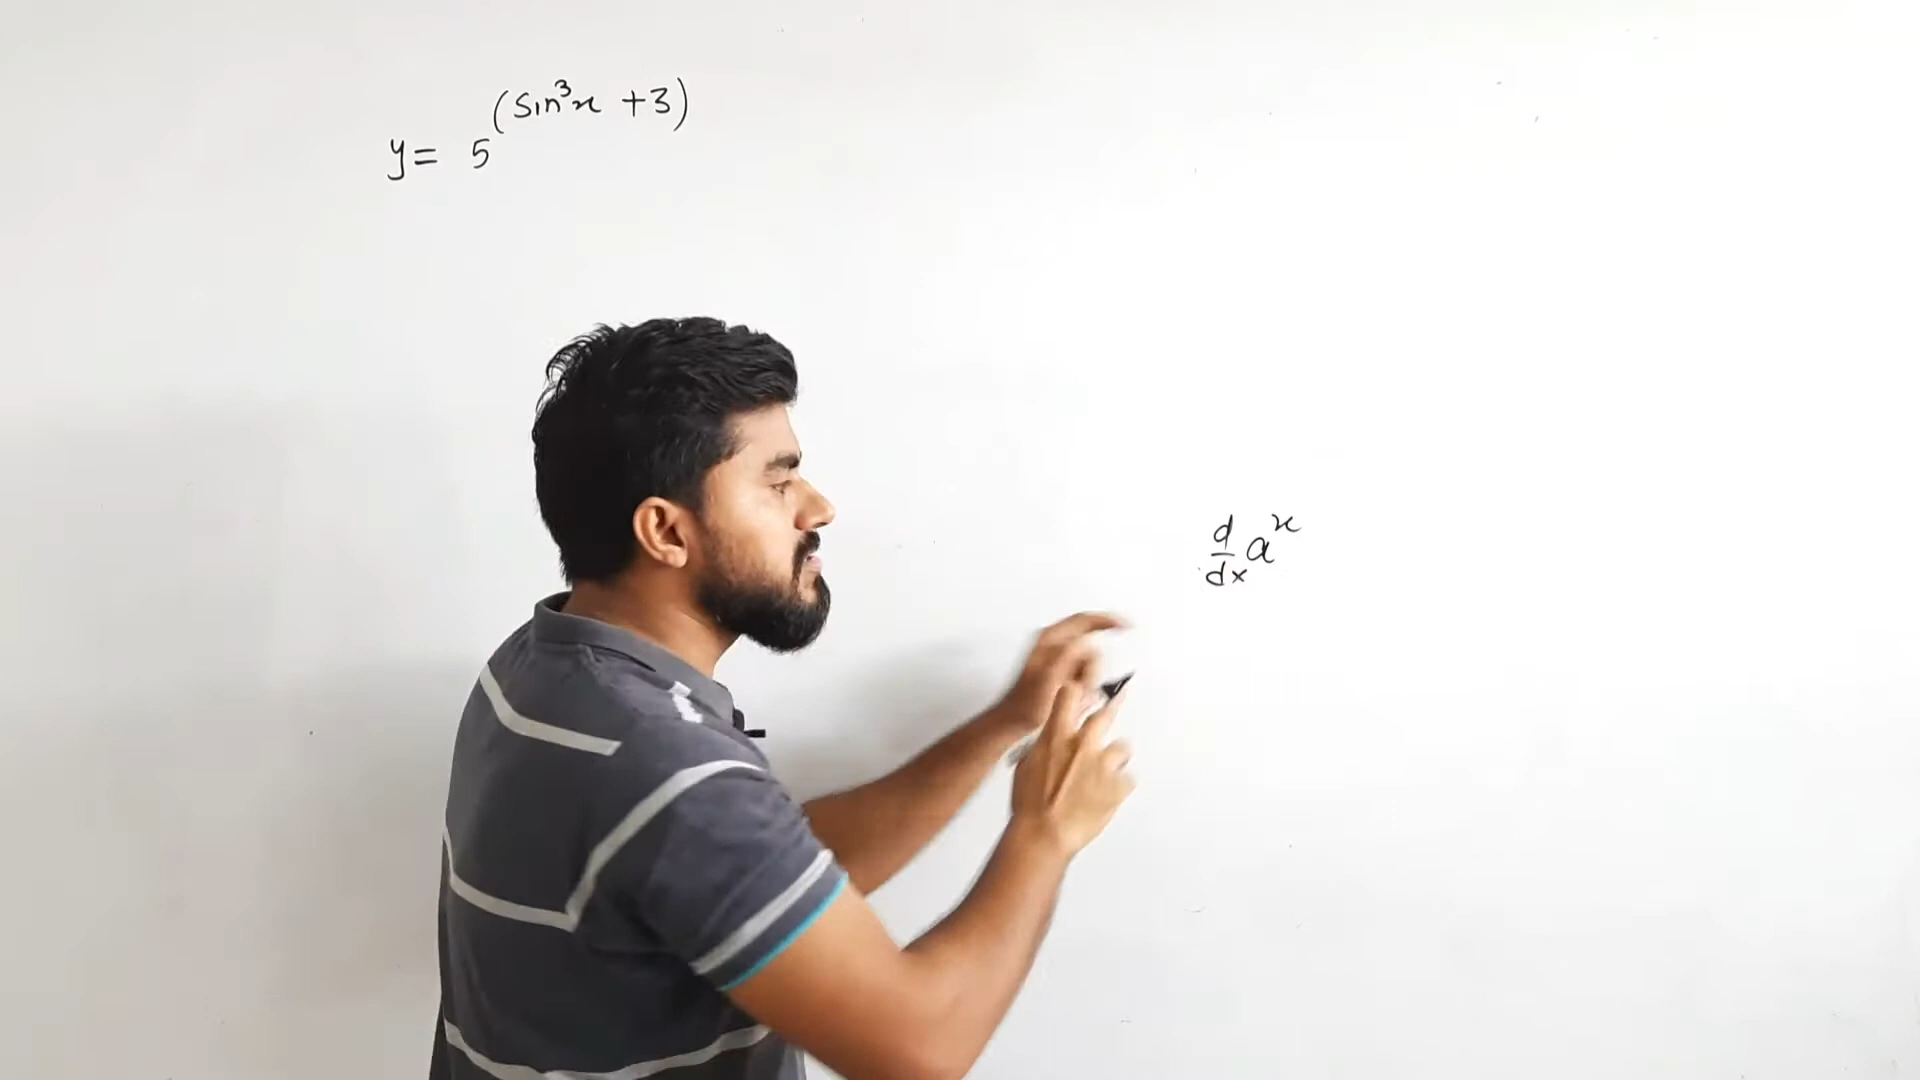 y = 5^(sin³x + 3)
d/dx a^x